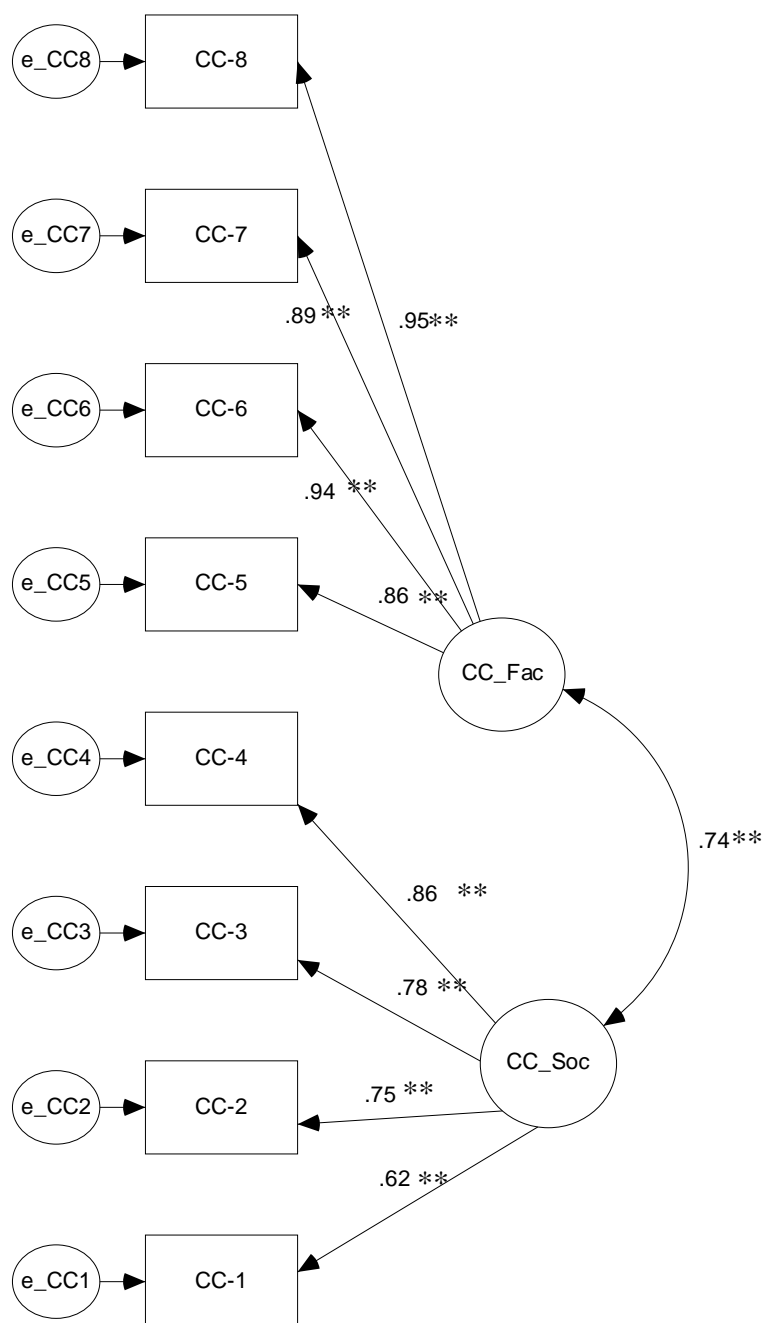 e_CC8
CC-8
e_CC7
CC-7
.89**
.95**
e_CC6
CC-6
.94 **
e_CC5
CC-5
.86 **
CC_Fac
e_CC4
CC-4
.74**
.86 **
e_CC3
CC-3
.78 **
CC_Soc
e_CC2
CC-2
.75 **
.62 **
e_CC1
CC-1